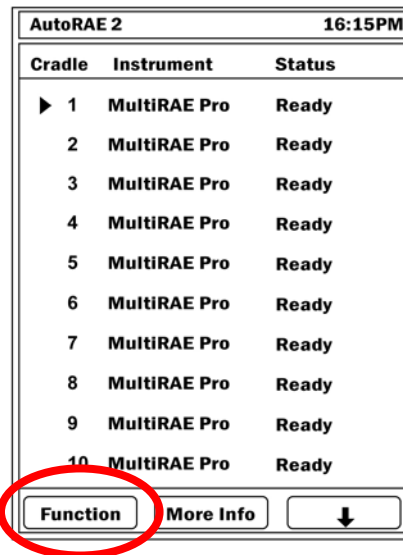 AutoRAE 2 16:15PM
Cradle Instrument Status
1 MultiRAE Pro Ready
2 MultiRAE Pro Ready
3 MultiRAE Pro Ready
4 MultiRAE Pro Ready
5 MultiRAE Pro Ready
6 MultiRAE Pro Ready
7 MultiRAE Pro Ready
8 MultiRAE Pro Ready
9 MultiRAE Pro Ready
10 MultiRAE Pro Ready
Function More Info